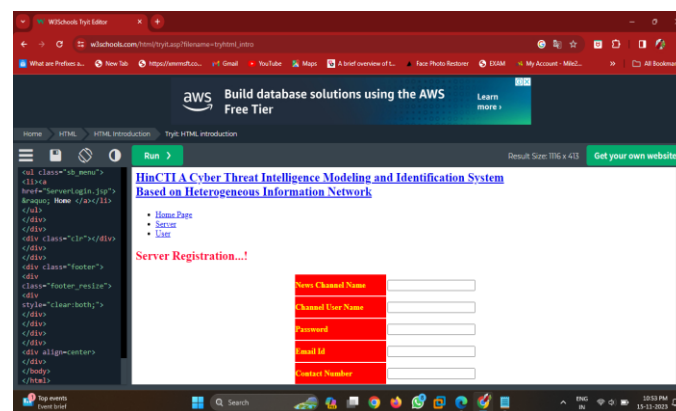 W3Schools Tryit Editor
w3schools.com/html/tryit.asp?filename=tryhtml_intro
What are Prefixes a... New Tab https://emrmsft.co... Gmail YouTube Maps A brief overview of t... Face Photo Restorer EXAM My Account - Mile2... All Bookmar
aws Build database solutions using the AWS Free Tier
Learn more ›
Home HTML HTML Introduction Tryit: HTML introduction
Run ❯ Result Size: 1116 x 413 Get your own website
<ul class="sb_menu">
<li><a
href="ServerLogin.jsp">
&raquo; Home </a></li>
</ul>
</div>
</div>
<div class="clr"></div>
</div>
</div>
<div class="footer">
<div
class="footer_resize">
<div
style="clear:both;">
</div>
</div>
</div>
<div align=center>
</div>
</body>
</html>
HinCTI A Cyber Threat Intelligence Modeling and Identification System
Based on Heterogeneous Information Network
Home Page
Server
User
Server Registration...!
News Channel Name
Channel User Name
Password
Email Id
Contact Number
Top events
Event brief
Search
ENG
IN
10:53 PM
15-11-2023